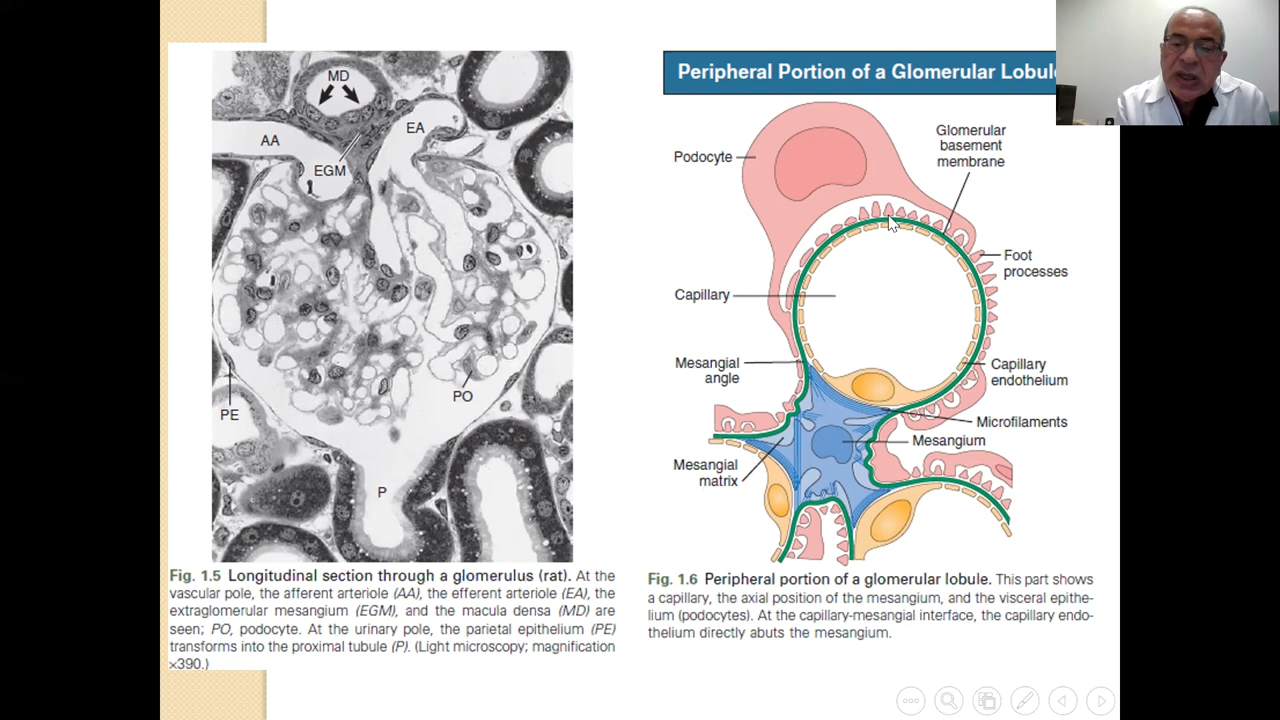 MD
AA
EA
EGM
PO
PE
P
Fig. 1.5 Longitudinal section through a glomerulus (rat). At the
vascular pole, the afferent arteriole (AA), the efferent arteriole (EA), the
extraglomerular mesangium (EGM), and the macula densa (MD) are
seen; PO, podocyte. At the urinary pole, the parietal epithelium (PE)
transforms into the proximal tubule (P). (Light microscopy; magnification
×390.)
Peripheral Portion of a Glomerular Lobule
Podocyte
Glomerular
basement
membrane
Foot
processes
Capillary
Mesangial
angle
Capillary
endothelium
Microfilaments
Mesangium
Mesangial
matrix
Fig. 1.6 Peripheral portion of a glomerular lobule. This part shows
a capillary, the axial position of the mesangium, and the visceral epithe-
lium (podocytes). At the capillary-mesangial interface, the capillary endo-
thelium directly abuts the mesangium.